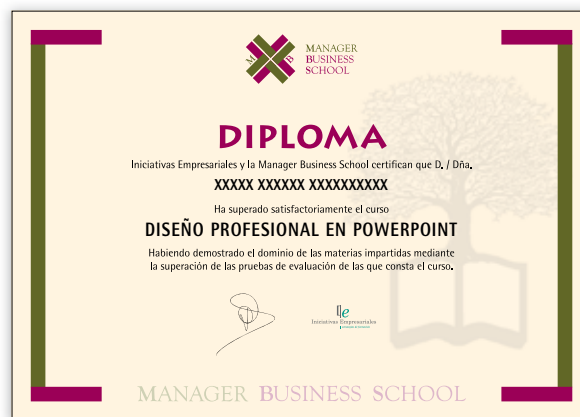 M B
MANAGER
BUSINESS
SCHOOL
DIPLOMA
Iniciativas Empresariales y la Manager Business School certifican que D. / Dña.
XXXXX XXXXXX XXXXXXXXXX
Ha superado satisfactoriamente el curso
DISEÑO PROFESIONAL EN POWERPOINT
Habiendo demostrado el dominio de las materias impartidas mediante
la superación de las pruebas de evaluación de las que consta el curso.
Ile
Iniciativas Empresariales
MANAGER BUSINESS SCHOOL